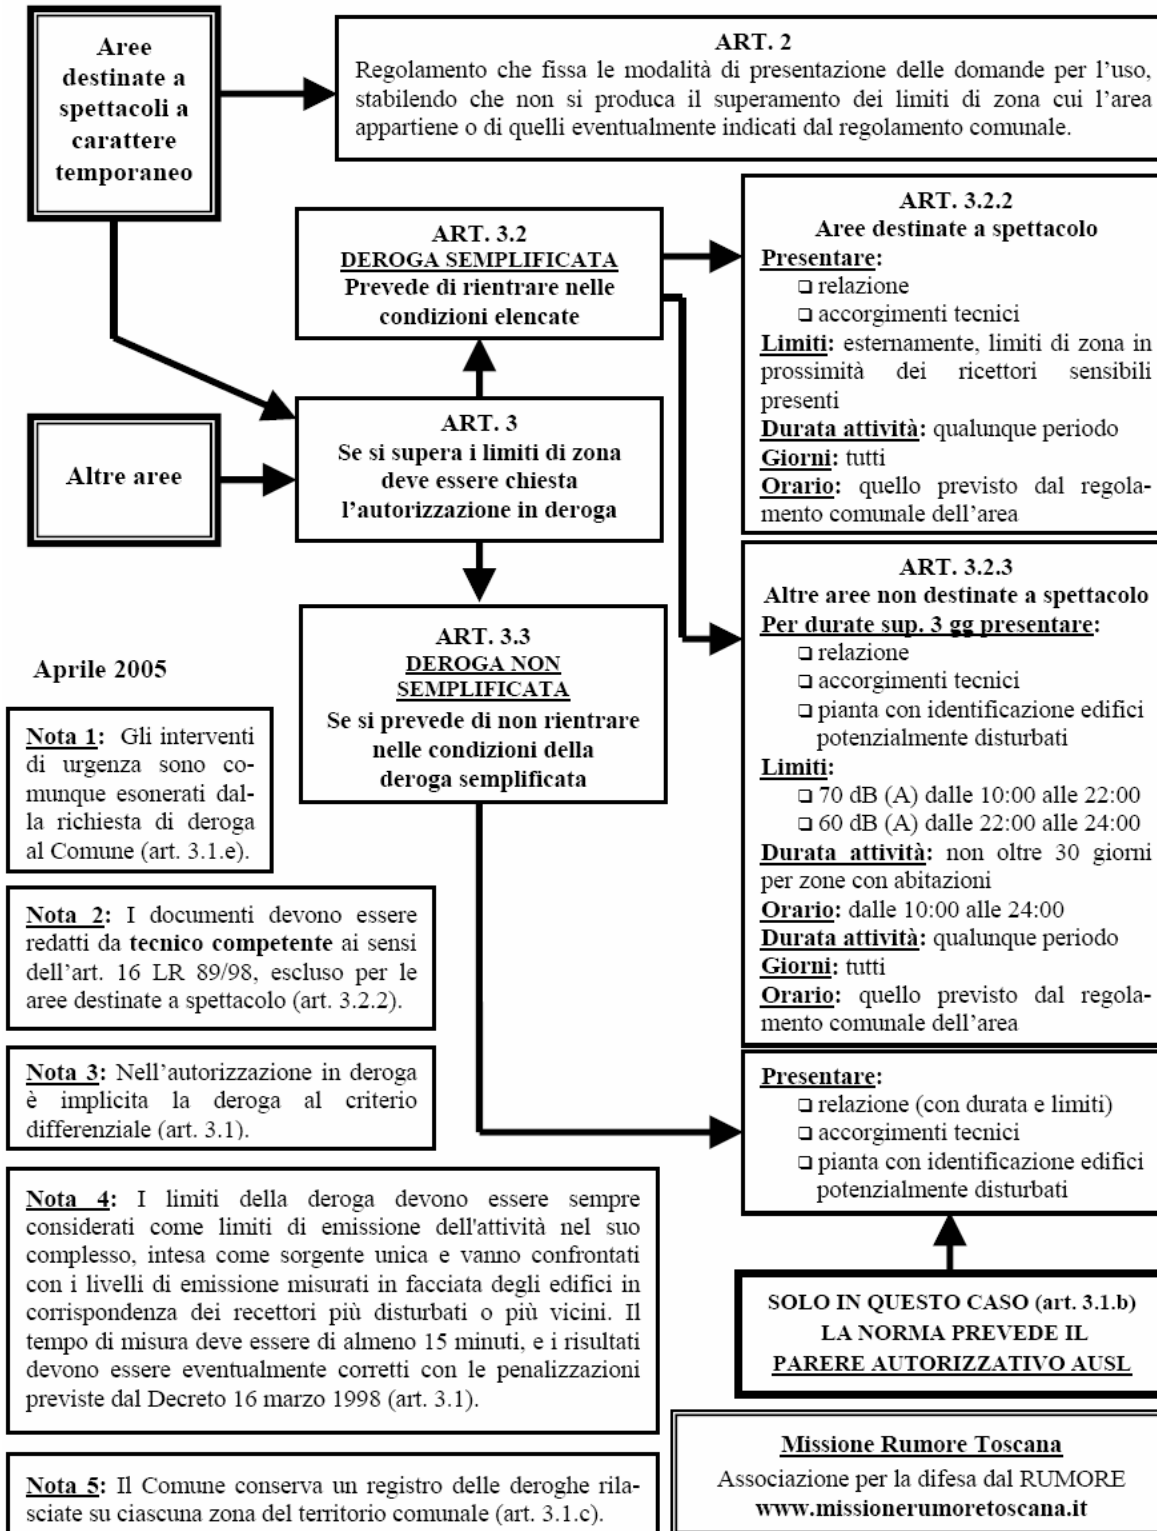 Aree
destinate a
spettacoli a
carattere
temporaneo
ART. 2
Regolamento che fissa le modalità di presentazione delle domande per l'uso,
stabilendo che non si produca il superamento dei limiti di zona cui l'area
appartiene o di quelli eventualmente indicati dal regolamento comunale.
ART. 3.2
DEROGA SEMPLIFICATA
Prevede di rientrare nelle
condizioni elencate
ART. 3.2.2
Aree destinate a spettacolo
Presentare:
❑ relazione
❑ accorgimenti tecnici
Limiti: esternamente, limiti di zona in
prossimità dei ricettori sensibili
presenti
Durata attività: qualunque periodo
Giorni: tutti
Orario: quello previsto dal regola-
mento comunale dell'area
Altre aree
ART. 3
Se si supera i limiti di zona
deve essere chiesta
l'autorizzazione in deroga
ART. 3.2.3
Altre aree non destinate a spettacolo
Per durate sup. 3 gg presentare:
❑ relazione
❑ accorgimenti tecnici
❑ pianta con identificazione edifici
potenzialmente disturbati
Limiti:
❑ 70 dB (A) dalle 10:00 alle 22:00
❑ 60 dB (A) dalle 22:00 alle 24:00
Durata attività: non oltre 30 giorni
per zone con abitazioni
Orario: dalle 10:00 alle 24:00
Durata attività: qualunque periodo
Giorni: tutti
Orario: quello previsto dal regola-
mento comunale dell'area
ART. 3.3
DEROGA NON
SEMPLIFICATA
Se si prevede di non rientrare
nelle condizioni della
deroga semplificata
Aprile 2005
Nota 1: Gli interventi
di urgenza sono co-
munque esonerati dal-
la richiesta di deroga
al Comune (art. 3.1.e).
Nota 2: I documenti devono essere
redatti da tecnico competente ai sensi
dell'art. 16 LR 89/98, escluso per le
aree destinate a spettacolo (art. 3.2.2).
Nota 3: Nell'autorizzazione in deroga
è implicita la deroga al criterio
differenziale (art. 3.1).
Presentare:
❑ relazione (con durata e limiti)
❑ accorgimenti tecnici
❑ pianta con identificazione edifici
potenzialmente disturbati
Nota 4: I limiti della deroga devono essere sempre
considerati come limiti di emissione dell'attività nel suo
complesso, intesa come sorgente unica e vanno confrontati
con i livelli di emissione misurati in facciata degli edifici in
corrispondenza dei recettori più disturbati o più vicini. Il
tempo di misura deve essere di almeno 15 minuti, e i risultati
devono essere eventualmente corretti con le penalizzazioni
previste dal Decreto 16 marzo 1998 (art. 3.1).
SOLO IN QUESTO CASO (art. 3.1.b)
LA NORMA PREVEDE IL
PARERE AUTORIZZATIVO AUSL
Nota 5: Il Comune conserva un registro delle deroghe rila-
sciate su ciascuna zona del territorio comunale (art. 3.1.c).
Missione Rumore Toscana
Associazione per la difesa dal RUMORE
www.missionerumoretoscana.it